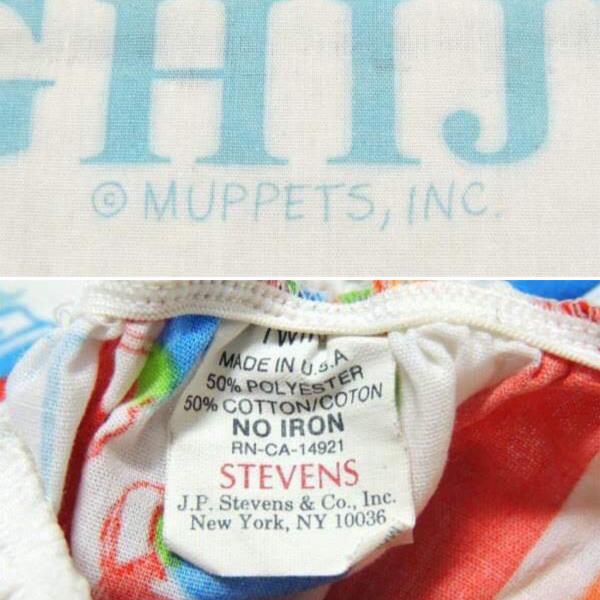 GHIJ
© MUPPETS, INC.
TWIN
MADE IN U.S.A
50% POLYESTER
50% COTTON/COTON
NO IRON
RN-CA-14921
STEVENS
J.P. Stevens & Co., Inc.
New York, NY 10036